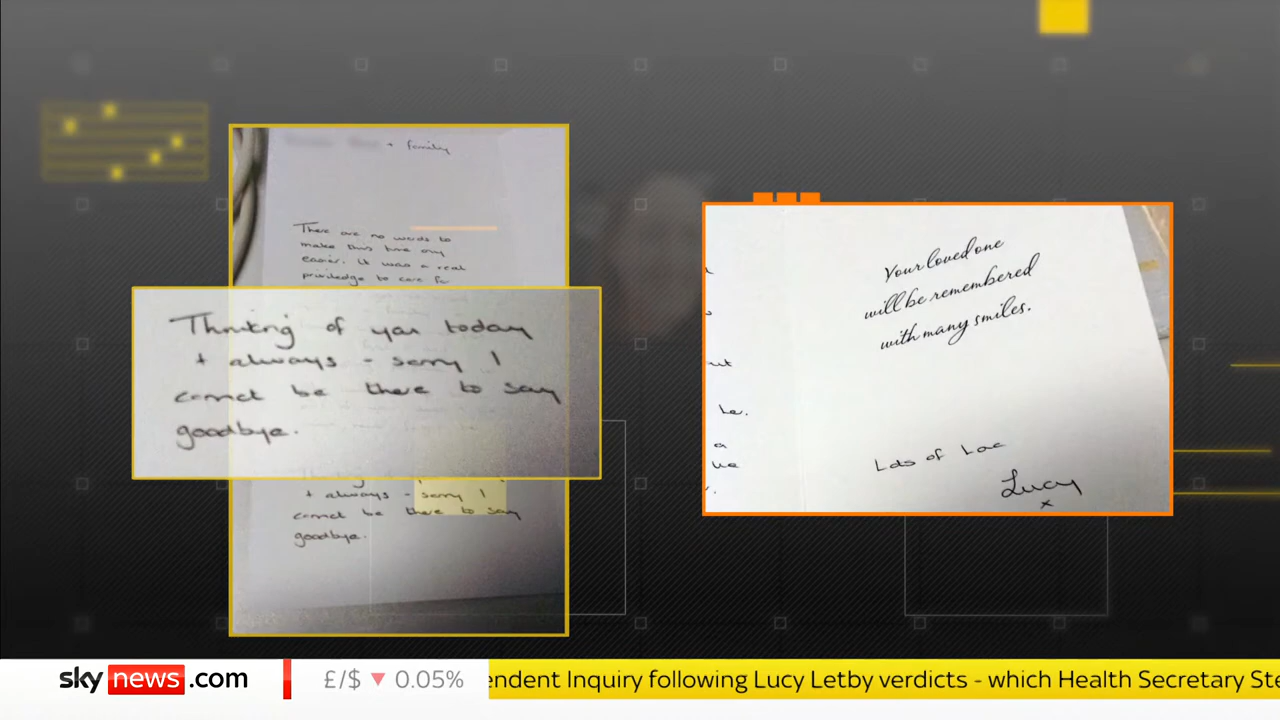 + family
There are no words to
make this time any
easier. It was a real
priviledge to care for
Thinking of you today
+ always - sorry I
cannot be there to say
goodbye.
+ always - sorry I
cannot be there to say
goodbye.
Your loved one
will be remembered
with many smiles.
he.
a
Lots of Love
Lucy
x
sky news.com
£/$ ▼ 0.05%
endent Inquiry following Lucy Letby verdicts - which Health Secretary Ste